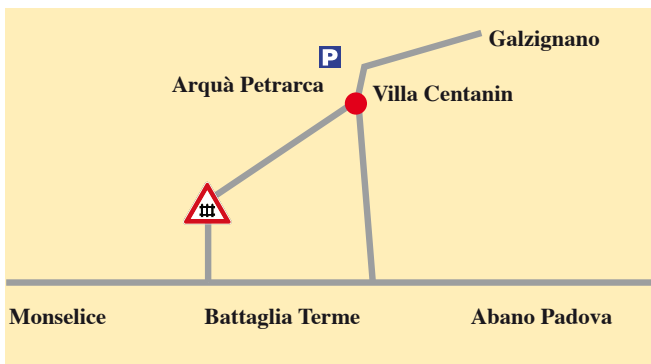 Galzignano
P
Arquà Petrarca
Villa Centanin
Monselice
Battaglia Terme
Abano Padova